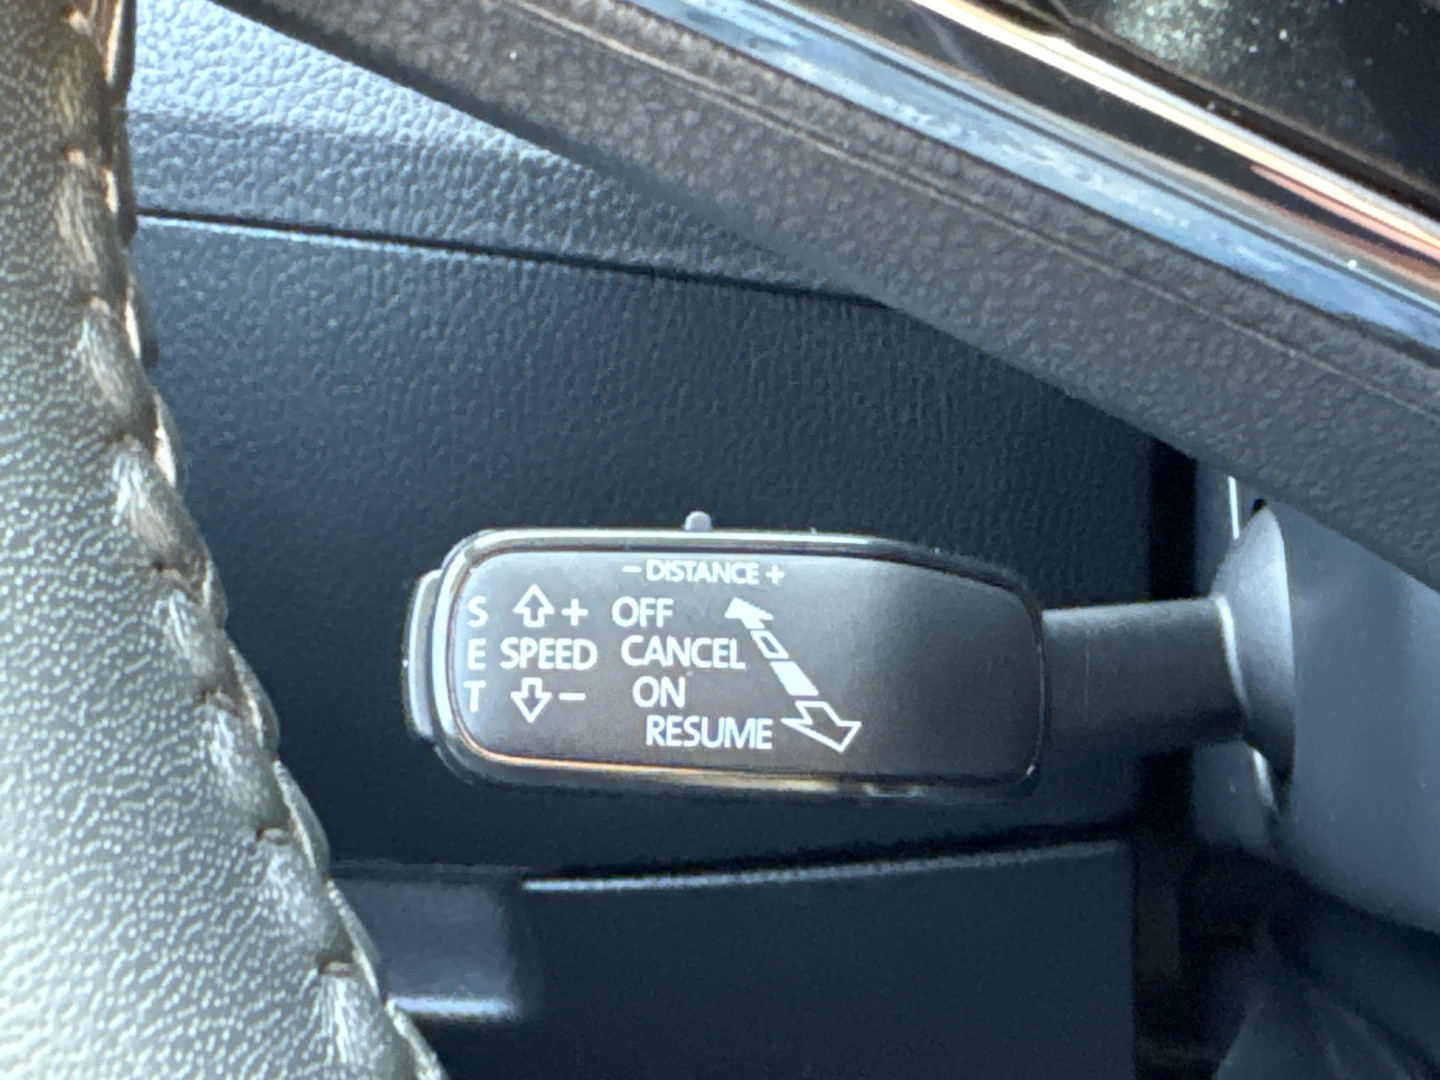 − DISTANCE +
S + OFF
E SPEED CANCEL
T − ON
RESUME